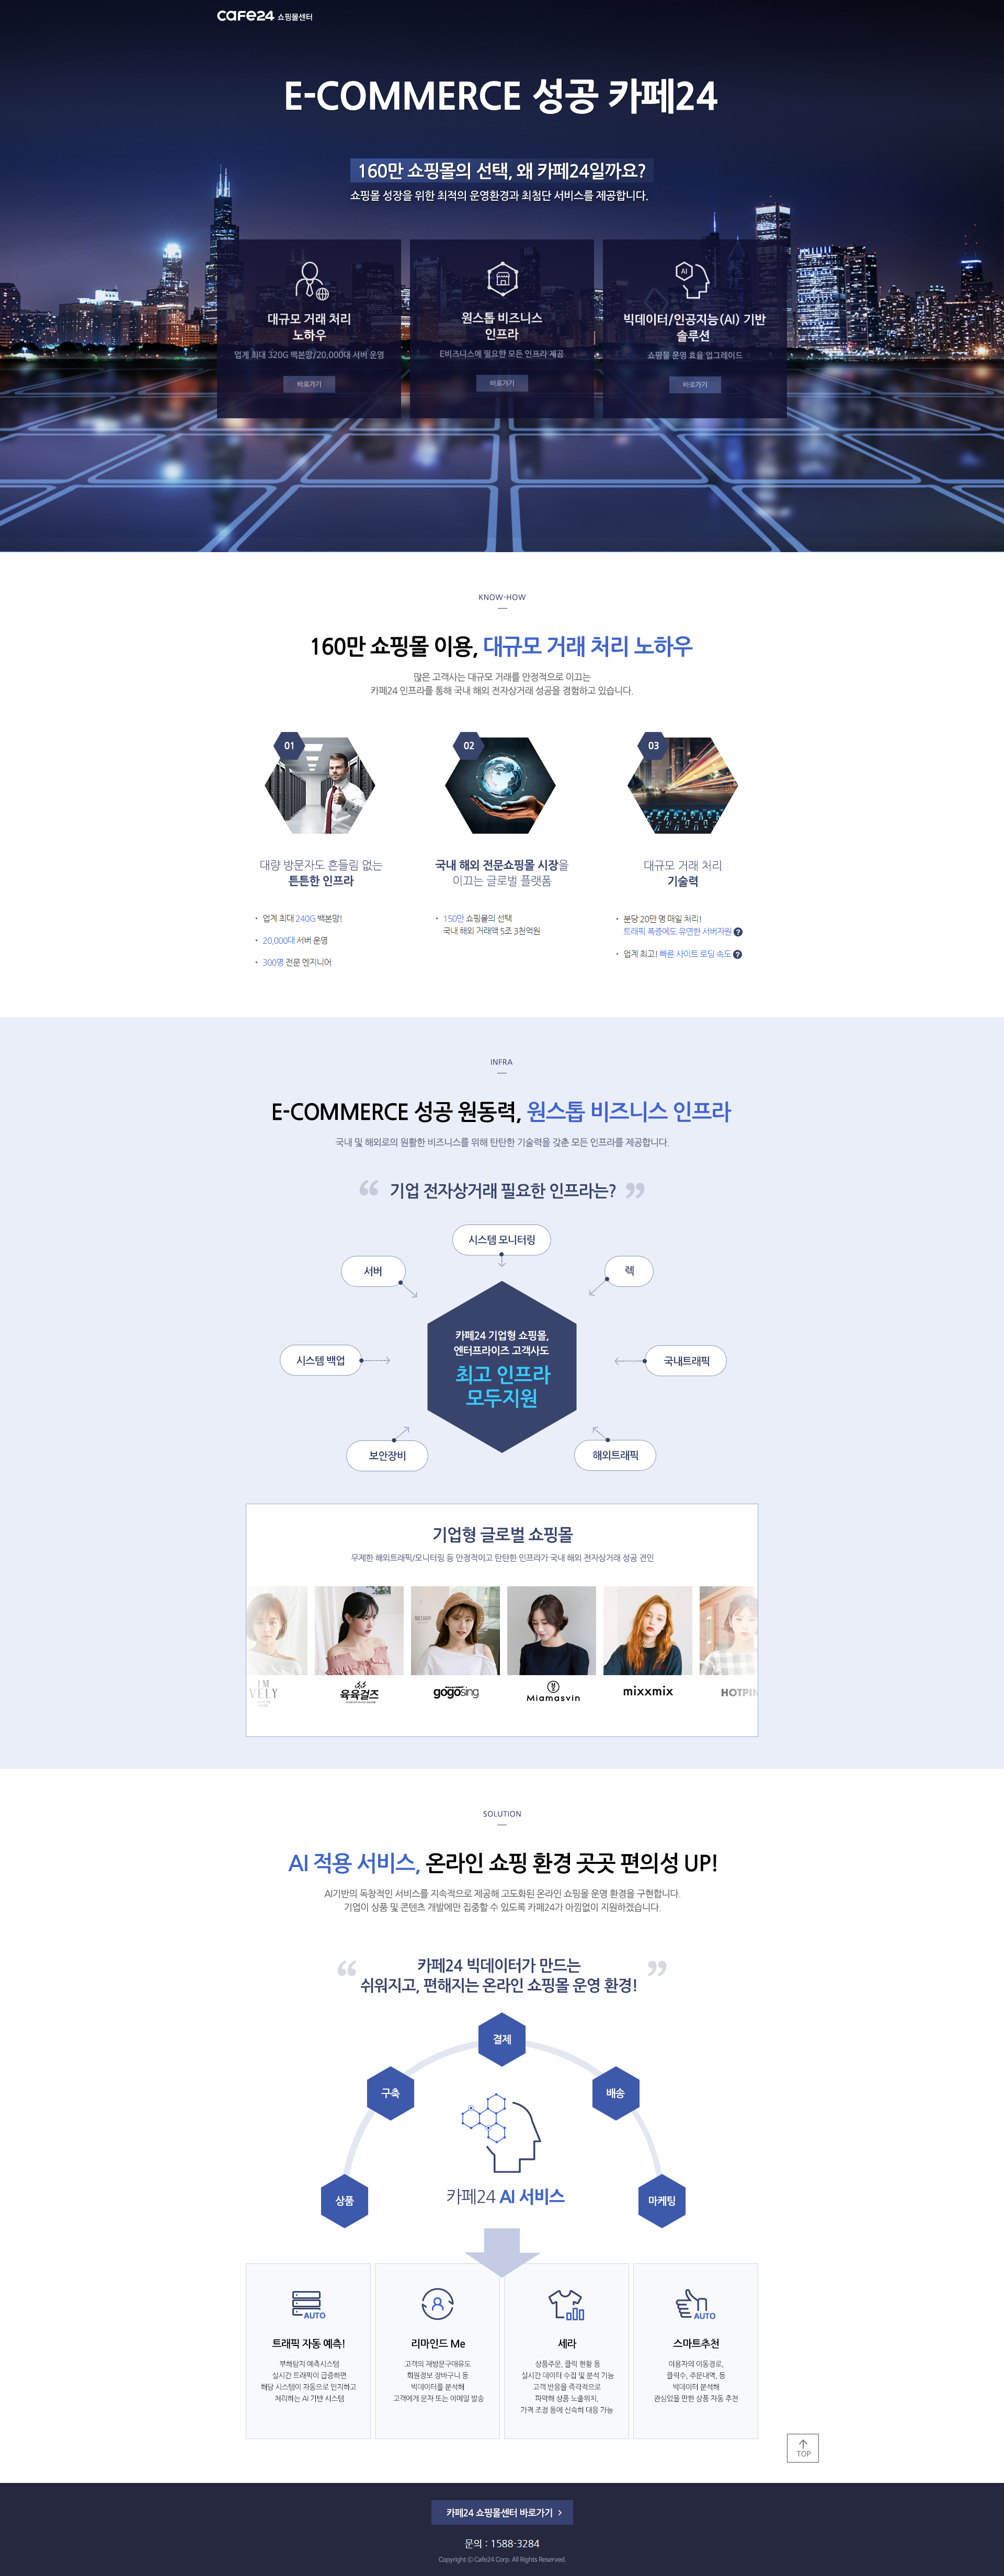 cafe24 쇼핑몰센터
E-COMMERCE 성공 카페24
160만 쇼핑몰의 선택, 왜 카페24일까요?
쇼핑몰 성장을 위한 최적의 운영환경과 최첨단 서비스를 제공합니다.
대규모 거래 처리
노하우
업계 최대 320G 백본망/20,000대 서버 운영
바로가기
원스톱 비즈니스
인프라
E비즈니스에 필요한 모든 인프라 제공
바로가기
AI
빅데이터/인공지능(AI) 기반
솔루션
쇼핑몰 운영 효율 업그레이드
바로가기
KNOW-HOW
160만 쇼핑몰 이용, 대규모 거래 처리 노하우
많은 고객사는 대규모 거래를 안정적으로 이끄는
카페24 인프라를 통해 국내 해외 전자상거래 성공을 경험하고 있습니다.
01
대량 방문자도 흔들림 없는
튼튼한 인프라
· 업계 최대 240G 백본망!
· 20,000대 서버 운영
· 300명 전문 엔지니어
02
국내 해외 전문쇼핑몰 시장을
이끄는 글로벌 플랫폼
· 150만 쇼핑몰의 선택
국내 해외 거래액 5조 3천억원
03
대규모 거래 처리
기술력
· 분당 20만 명 매일 처리!
트래픽 폭증에도 유연한 서버자원 ?
· 업계 최고! 빠른 사이트 로딩 속도 ?
INFRA
E-COMMERCE 성공 원동력, 원스톱 비즈니스 인프라
국내 및 해외로의 원활한 비즈니스를 위해 탄탄한 기술력을 갖춘 모든 인프라를 제공합니다.
“ 기업 전자상거래 필요한 인프라는? ”
시스템 모니터링
서버
렉
카페24 기업형 쇼핑몰,
엔터프라이즈 고객사도
최고 인프라
모두지원
시스템 백업
국내트래픽
보안장비
해외트래픽
기업형 글로벌 쇼핑몰
무제한 해외트래픽/모니터링 등 안정적이고 탄탄한 인프라가 국내 해외 전자상거래 성공 견인
IM
VELY
66
육육걸즈
gogosing
Miamasvin
mixxmix
HOTPIN
SOLUTION
AI 적용 서비스, 온라인 쇼핑 환경 곳곳 편의성 UP!
AI기반의 독창적인 서비스를 지속적으로 제공해 고도화된 온라인 쇼핑몰 운영 환경을 구현합니다.
기업이 상품 및 콘텐츠 개발에만 집중할 수 있도록 카페24가 아낌없이 지원하겠습니다.
“ 카페24 빅데이터가 만드는
쉬워지고, 편해지는 온라인 쇼핑몰 운영 환경! ”
결제
구축
배송
상품
마케팅
카페24 AI 서비스
AUTO
트래픽 자동 예측!
부하탐지 예측시스템
실시간 트래픽이 급증하면
해당 시스템이 자동으로 인지하고
처리하는 AI 기반 시스템
리마인드 Me
고객의 재방문구매유도
회원정보 장바구니 등
빅데이터를 분석해
고객에게 문자 또는 이메일 발송
세라
상품주문, 클릭 현황 등
실시간 데이터 수집 및 분석 가능
고객 반응을 즉각적으로
파악해 상품 노출위치,
가격 조정 등에 신속히 대응 가능
AUTO
스마트추천
이용자의 이동경로,
클릭수, 주문내역, 등
빅데이터 분석해
관심있을 만한 상품 자동 추천
TOP
카페24 쇼핑몰센터 바로가기 >
문의 : 1588-3284
Copyright ⓒ Cafe24 Corp. All Rights Reserved.